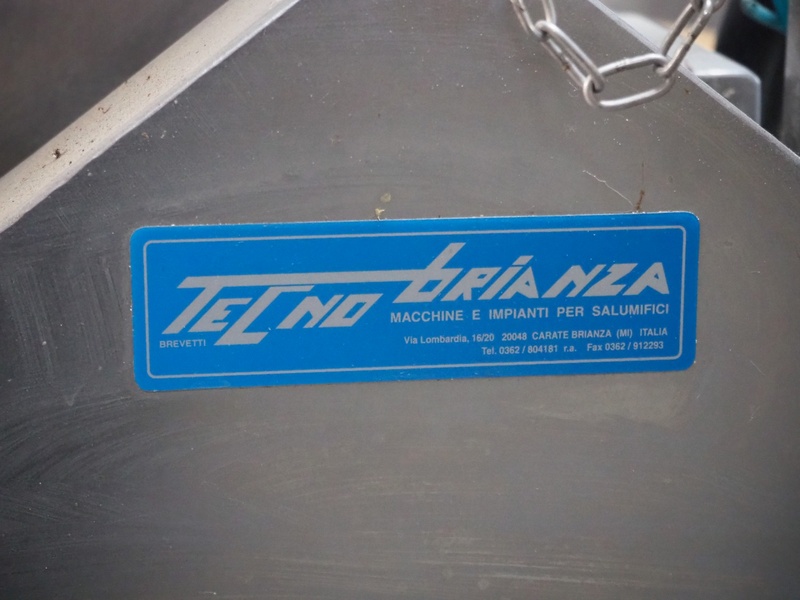 TECNO BRIANZA
BREVETTI
MACCHINE E IMPIANTI PER SALUMIFICI
Via Lombardia, 16/20 20048 CARATE BRIANZA (MI) ITALIA
Tel. 0362 / 804181 r.a. Fax 0362 / 912293